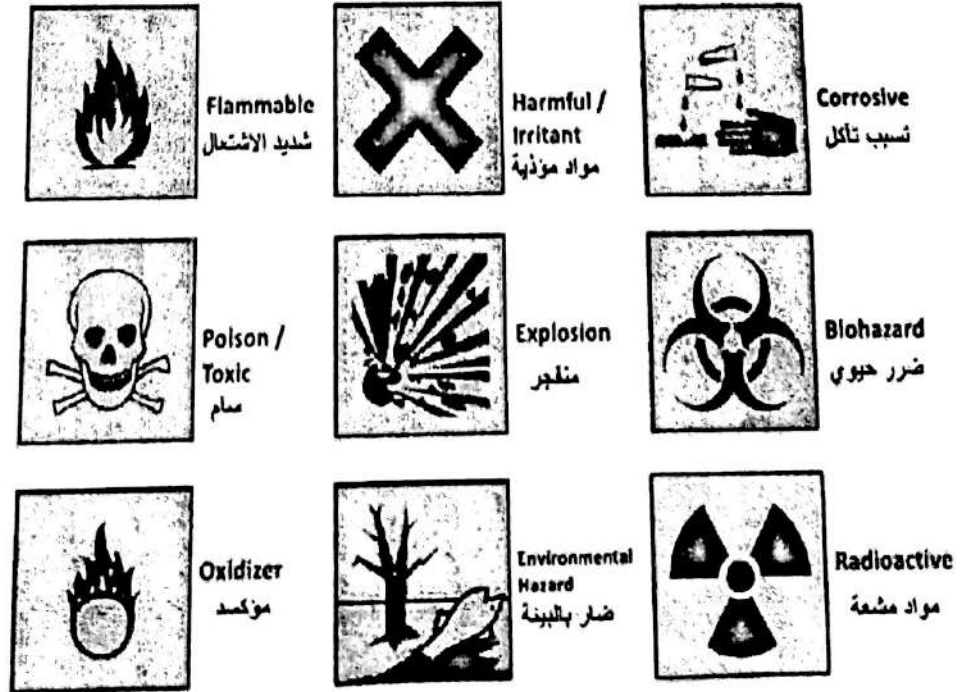 Flammable
شديد الاشتعال
Harmful /
Irritant
مواد مؤذية
Corrosive
تسبب تآكل
Poison /
Toxic
سام
Explosion
منفجر
Biohazard
ضرر حيوي
Oxidizer
مؤكسد
Environmental
Hazard
ضار بالبيئة
Radioactive
مواد مشعة